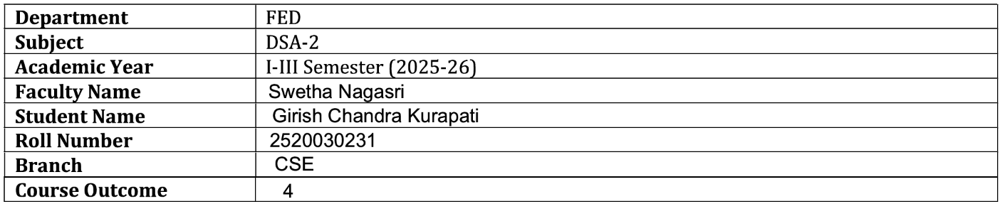 Department FED
Subject DSA-2
Academic Year I-III Semester (2025-26)
Faculty Name Swetha Nagasri
Student Name Girish Chandra Kurapati
Roll Number 2520030231
Branch CSE
Course Outcome 4